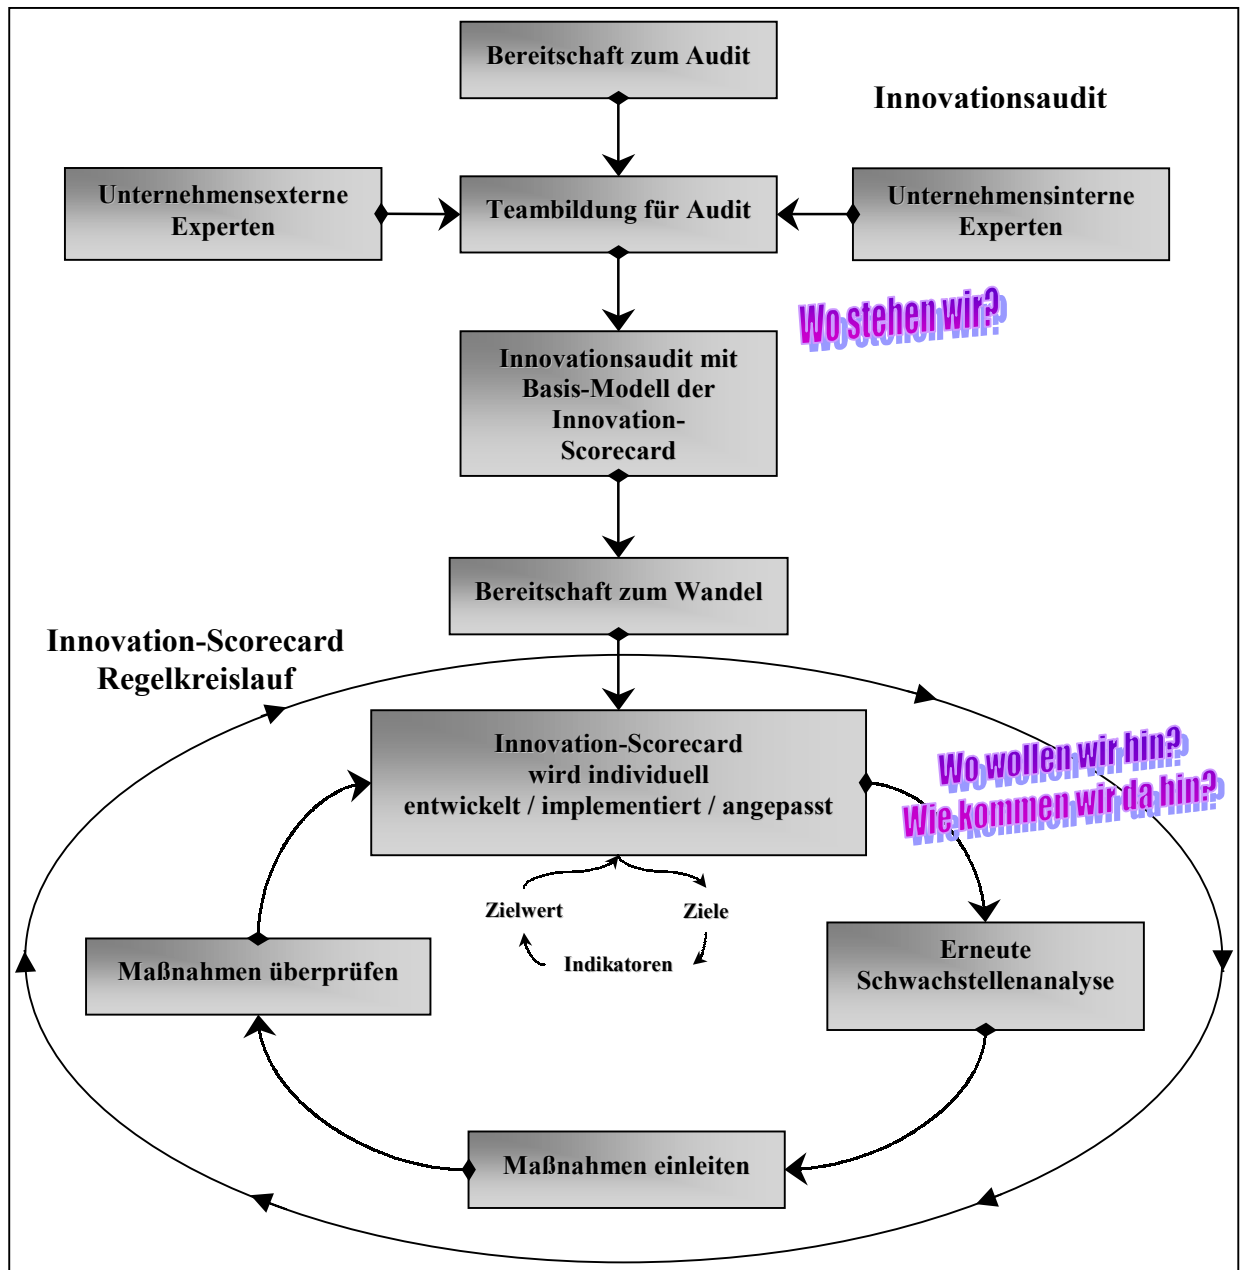 Bereitschaft zum Audit
Innovationsaudit
Unternehmensexterne
Experten
Teambildung für Audit
Unternehmensinterne
Experten
Wo stehen wir?
Innovationsaudit mit
Basis-Modell der
Innovation-
Scorecard
Bereitschaft zum Wandel
Innovation-Scorecard
Regelkreislauf
Innovation-Scorecard
wird individuell
entwickelt / implementiert / angepasst
Wo wollen wir hin?
Wie kommen wir da hin?
Zielwert
Ziele
Indikatoren
Maßnahmen überprüfen
Erneute
Schwachstellenanalyse
Maßnahmen einleiten